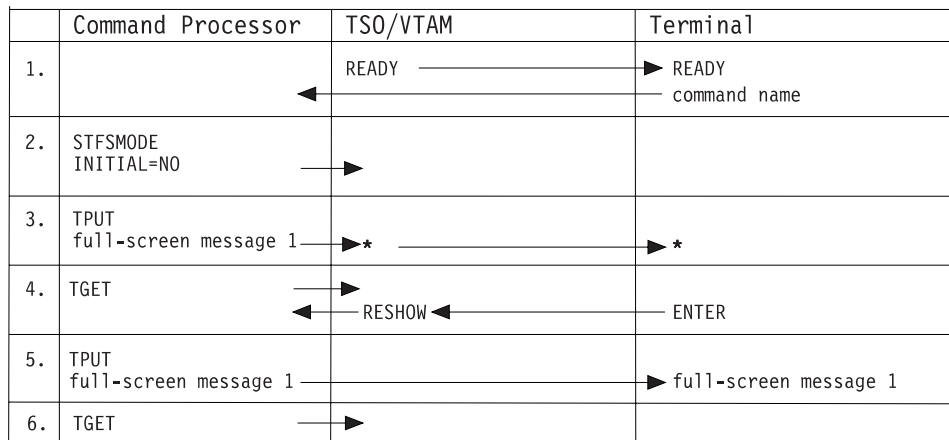 Command Processor TSO/VTAM Terminal
1. READY READY
command name
2. STFSMODE
INITIAL=NO
3. TPUT
full-screen message 1 * *
4. TGET
RESHOW ENTER
5. TPUT
full-screen message 1 full-screen message 1
6. TGET